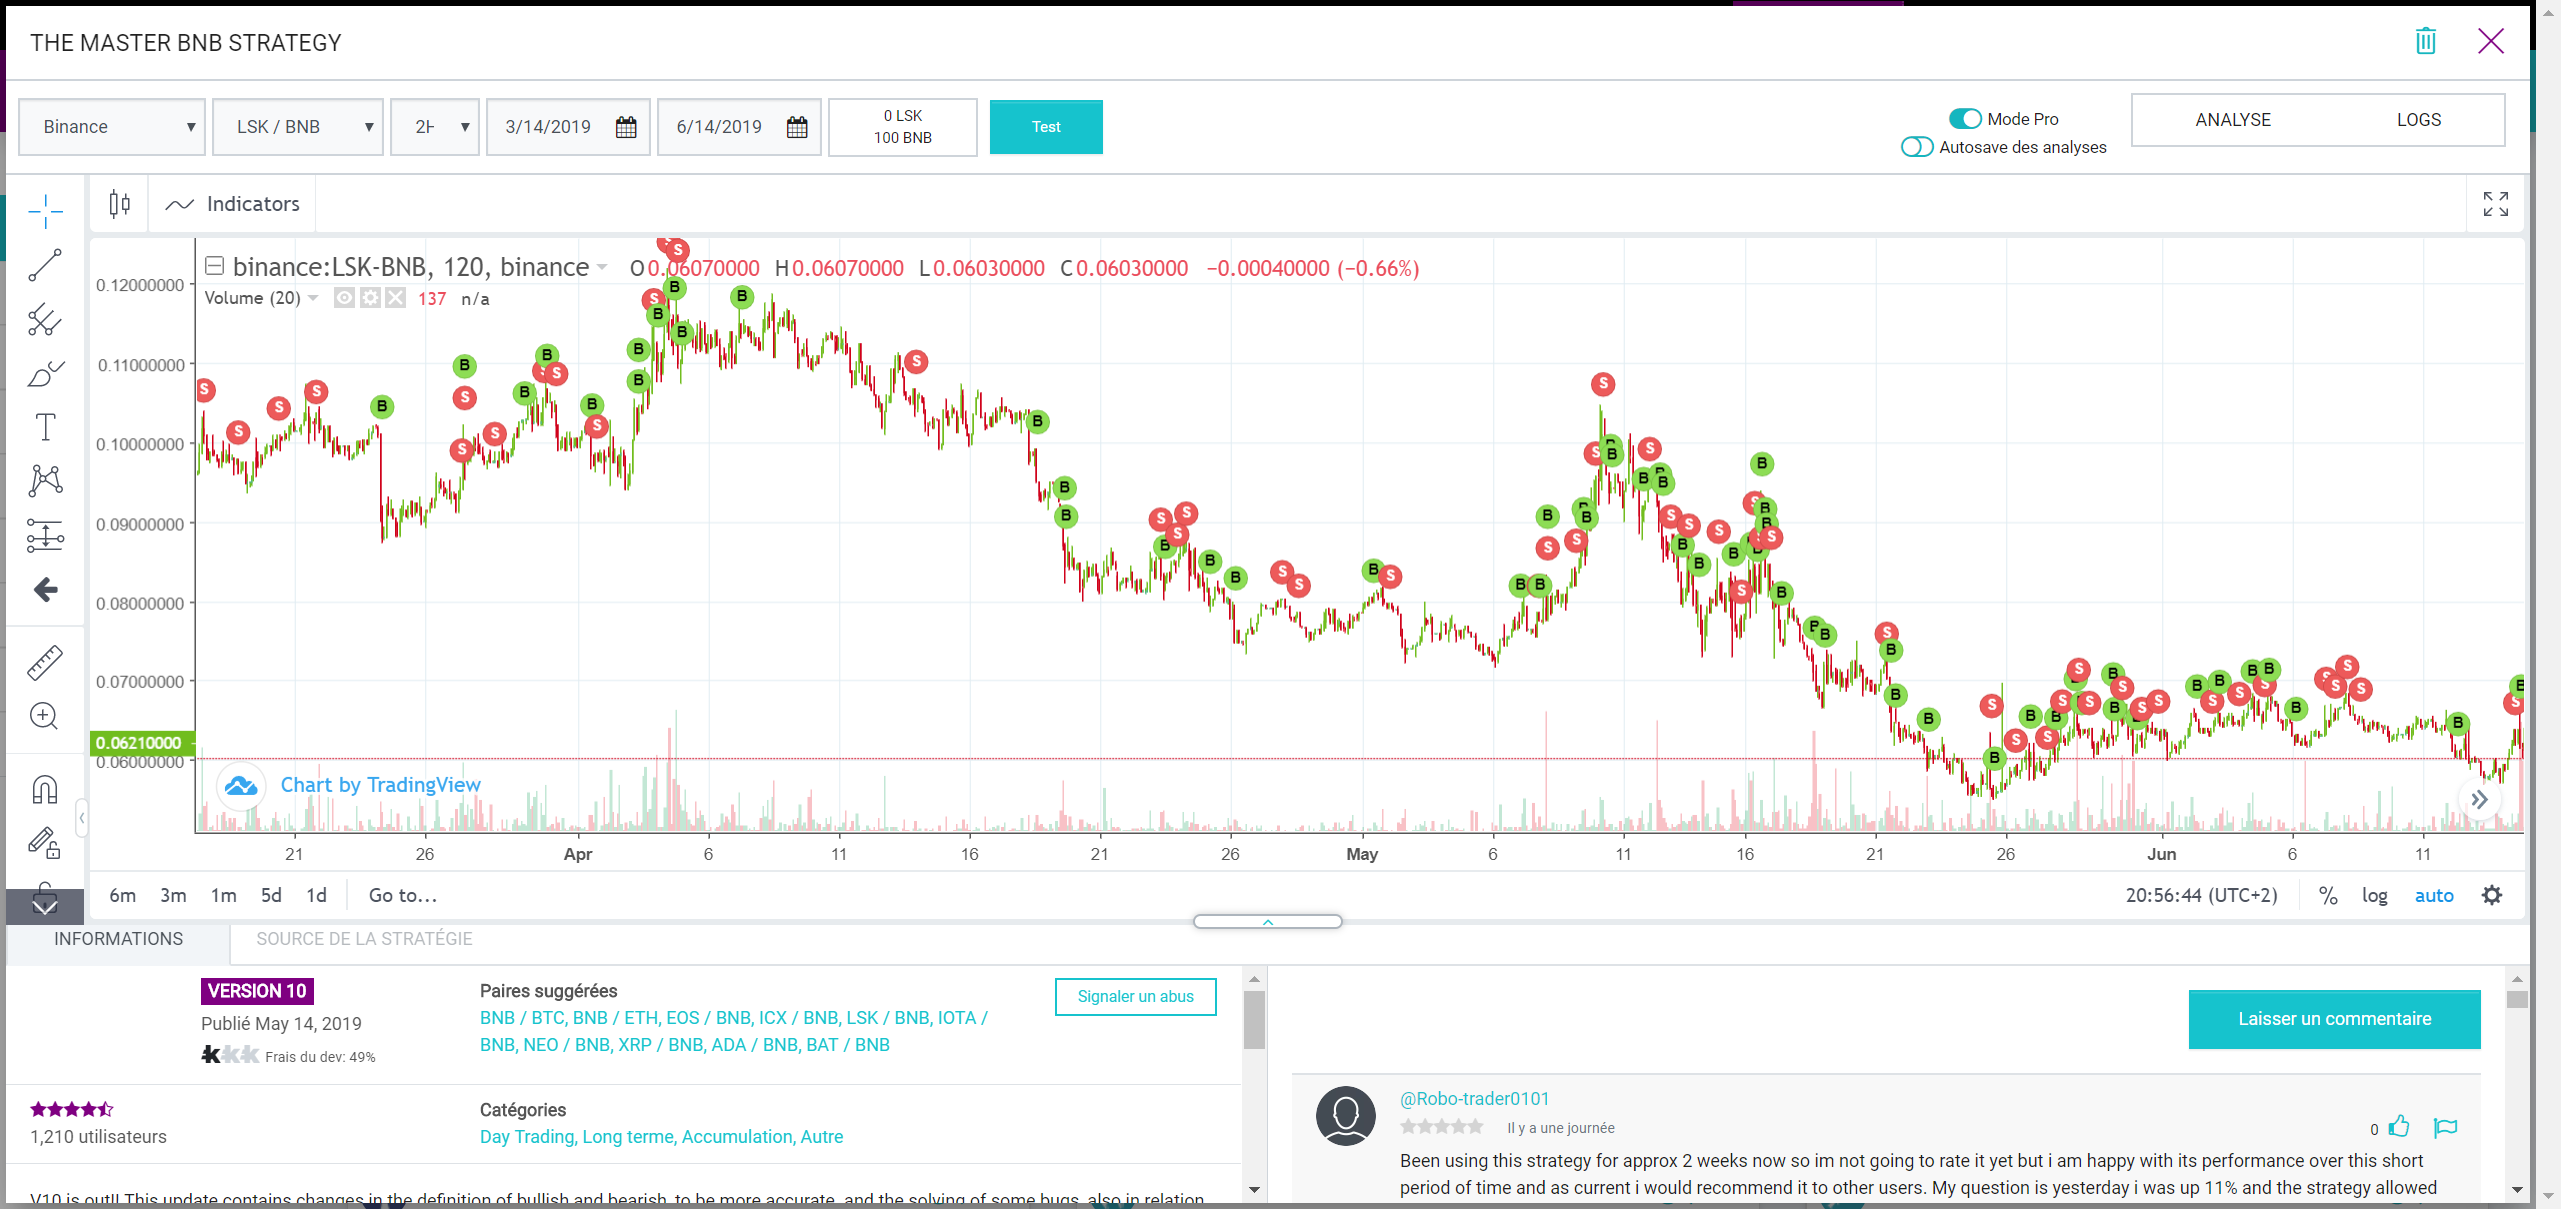 THE MASTER BNB STRATEGY
Binance
LSK / BNB
2H
3/14/2019
6/14/2019
0 LSK
100 BNB
Test
Mode Pro
Autosave des analyses
ANALYSE
LOGS
Indicators
binance:LSK-BNB, 120, binance O0.06070000 H0.06070000 L0.06030000 C0.06030000 −0.00040000 (−0.66%)
Volume (20) 137 n/a
0.12000000
0.11000000
0.10000000
0.09000000
0.08000000
0.07000000
0.06210000
0.06000000
Chart by TradingView
21 26 Apr 6 11 16 21 26 May 6 11 16 21 26 Jun 6 11
6m 3m 1m 5d 1d Go to...
20:56:44 (UTC+2) % log auto
INFORMATIONS
SOURCE DE LA STRATÉGIE
VERSION 10
Publié May 14, 2019
Frais du dev: 49%
Paires suggérées
BNB / BTC, BNB / ETH, EOS / BNB, ICX / BNB, LSK / BNB, IOTA /
BNB, NEO / BNB, XRP / BNB, ADA / BNB, BAT / BNB
Signaler un abus
1,210 utilisateurs
Catégories
Day Trading, Long terme, Accumulation, Autre
V10 is out!! This update contains changes in the definition of bullish and bearish, to be more accurate, and the solving of some bugs, also in relation
Laisser un commentaire
@Robo-trader0101
Il y a une journée
0
Been using this strategy for approx 2 weeks now so im not going to rate it yet but i am happy with its performance over this short
period of time and as current i would recommend it to other users. My question is yesterday i was up 11% and the strategy allowed